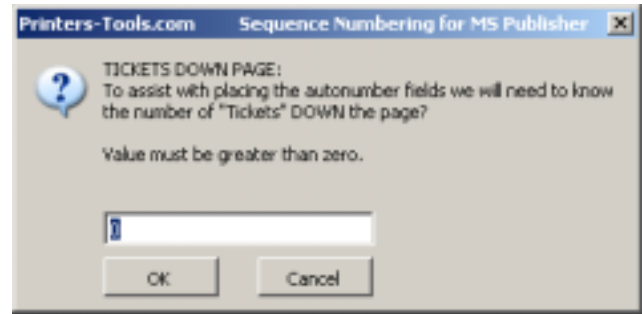 Printers-Tools.com Sequence Numbering for MS Publisher
TICKETS DOWN PAGE:
To assist with placing the autonumber fields we will need to know
the number of "Tickets" DOWN the page?
Value must be greater than zero.
0
OK Cancel